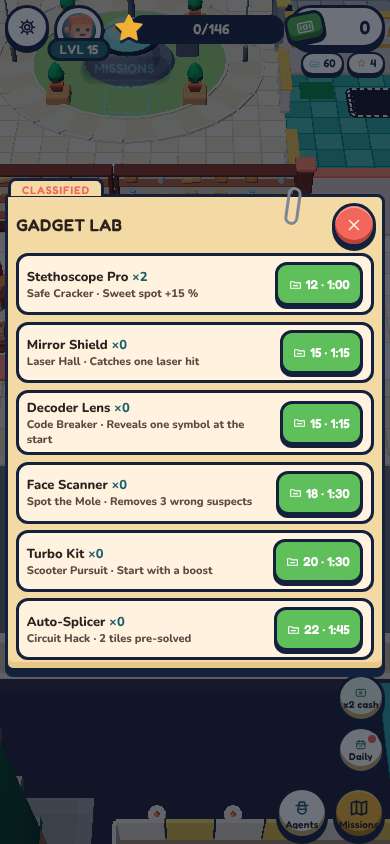 LVL 15
0/146
0
60
4
MISSIONS
CLASSIFIED
GADGET LAB
Stethoscope Pro ×2
Safe Cracker · Sweet spot +15 %
12 · 1:00
Mirror Shield ×0
Laser Hall · Catches one laser hit
15 · 1:15
Decoder Lens ×0
Code Breaker · Reveals one symbol at the
start
15 · 1:15
Face Scanner ×0
Spot the Mole · Removes 3 wrong suspects
18 · 1:30
Turbo Kit ×0
Scooter Pursuit · Start with a boost
20 · 1:30
Auto-Splicer ×0
Circuit Hack · 2 tiles pre-solved
22 · 1:45
x2 cash
Daily
Agents
Missions